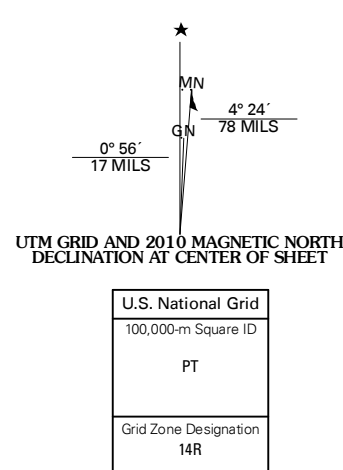 ★
MN
4° 24´
78 MILS
GN
0° 56´
17 MILS
UTM GRID AND 2010 MAGNETIC NORTH
DECLINATION AT CENTER OF SHEET
U.S. National Grid
100,000-m Square ID
PT
Grid Zone Designation
14R